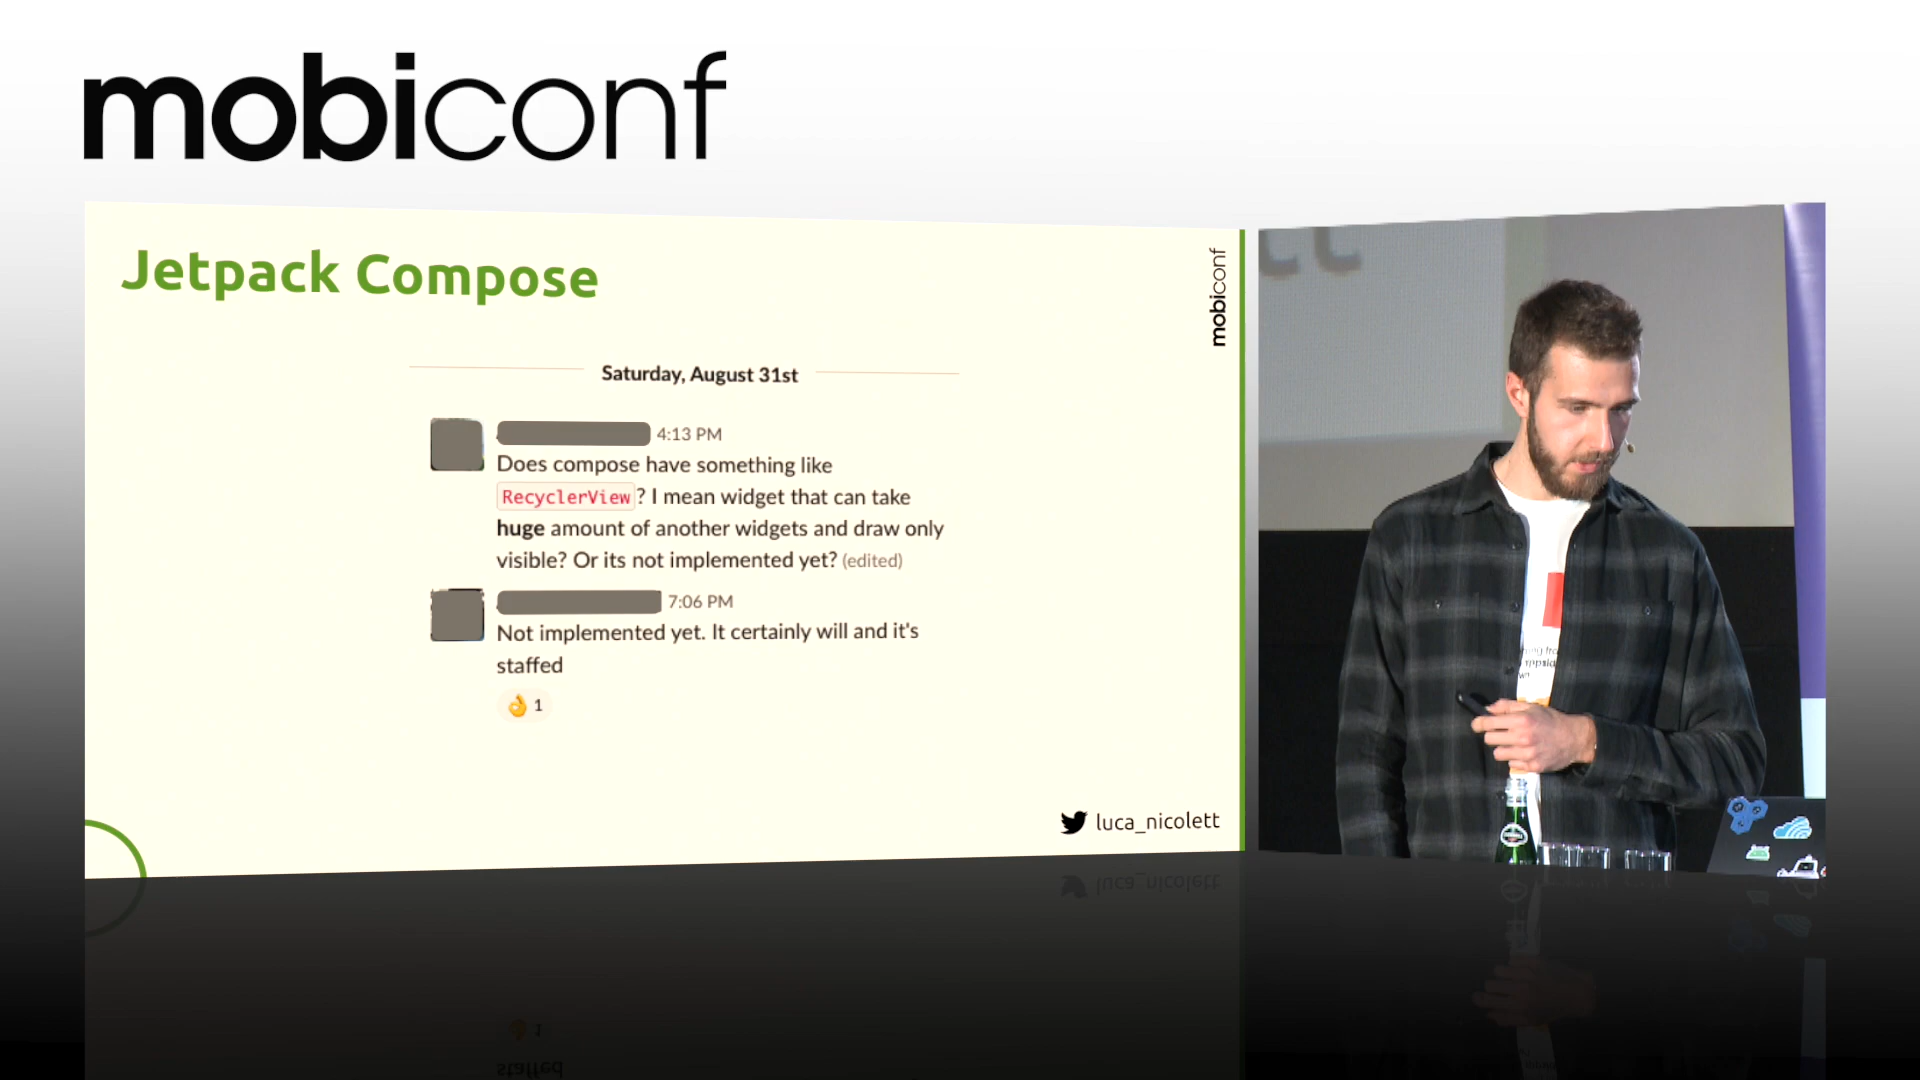 mobiconf
Jetpack Compose
mobiconf
Saturday, August 31st
4:13 PM
Does compose have something like
RecyclerView? I mean widget that can take
huge amount of another widgets and draw only
visible? Or its not implemented yet? (edited)
7:06 PM
Not implemented yet. It certainly will and it's
staffed
👌 1
luca_nicolett